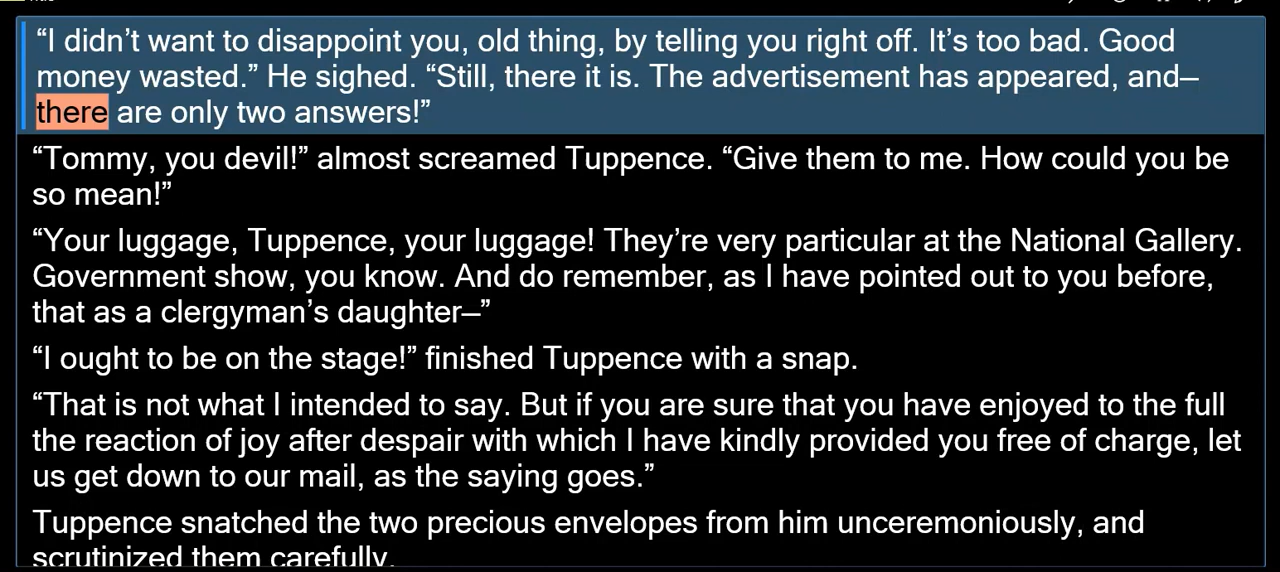 “I didn’t want to disappoint you, old thing, by telling you right off. It’s too bad. Good
money wasted.” He sighed. “Still, there it is. The advertisement has appeared, and—
there are only two answers!”
“Tommy, you devil!” almost screamed Tuppence. “Give them to me. How could you be
so mean!”
“Your luggage, Tuppence, your luggage! They’re very particular at the National Gallery.
Government show, you know. And do remember, as I have pointed out to you before,
that as a clergyman’s daughter—”
“I ought to be on the stage!” finished Tuppence with a snap.
“That is not what I intended to say. But if you are sure that you have enjoyed to the full
the reaction of joy after despair with which I have kindly provided you free of charge, let
us get down to our mail, as the saying goes.”
Tuppence snatched the two precious envelopes from him unceremoniously, and
scrutinized them carefully.